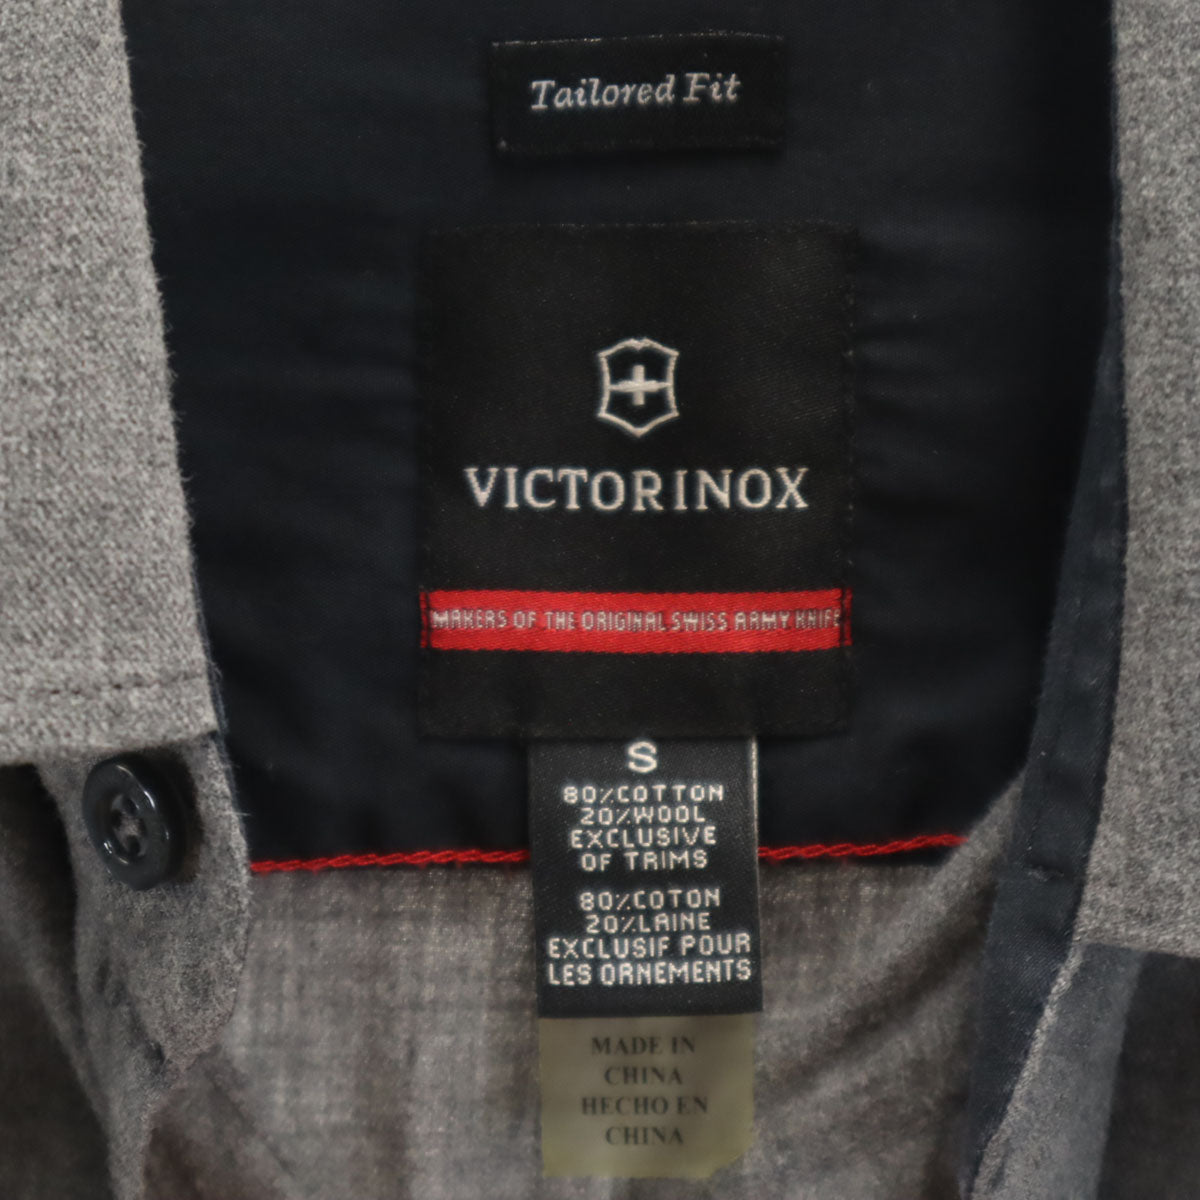 Tailored Fit
VICTORINOX
MAKERS OF THE ORIGINAL SWISS ARMY KNIFE
S
80%COTTON
20%WOOL
EXCLUSIVE
OF TRIMS
80%COTON
20%LAINE
EXCLUSIF POUR
LES ORNEMENTS
MADE IN
CHINA
HECHO EN
CHINA